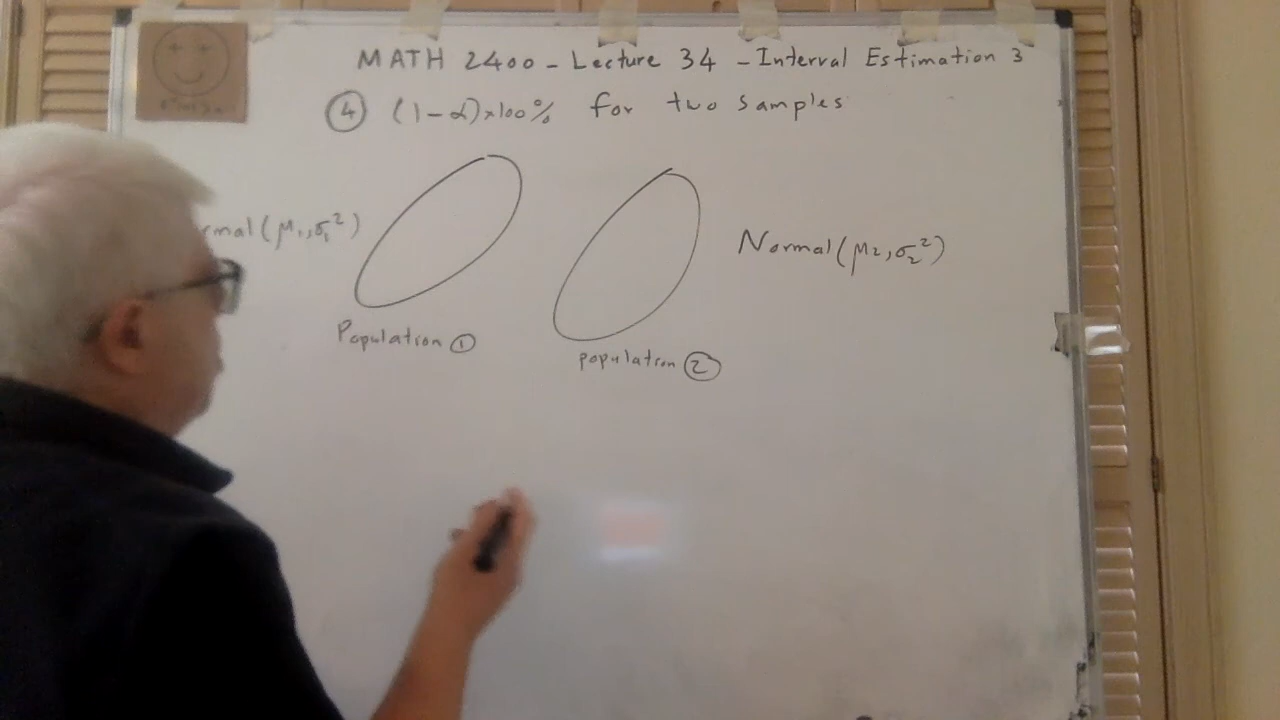 MATH 2400 - Lecture 34 - Interval Estimation 3
④ (1-α)×100% for two samples
rmal(μ₁,σ₁²)
Normal(μ₂,σ₂²)
Population ①
population ②